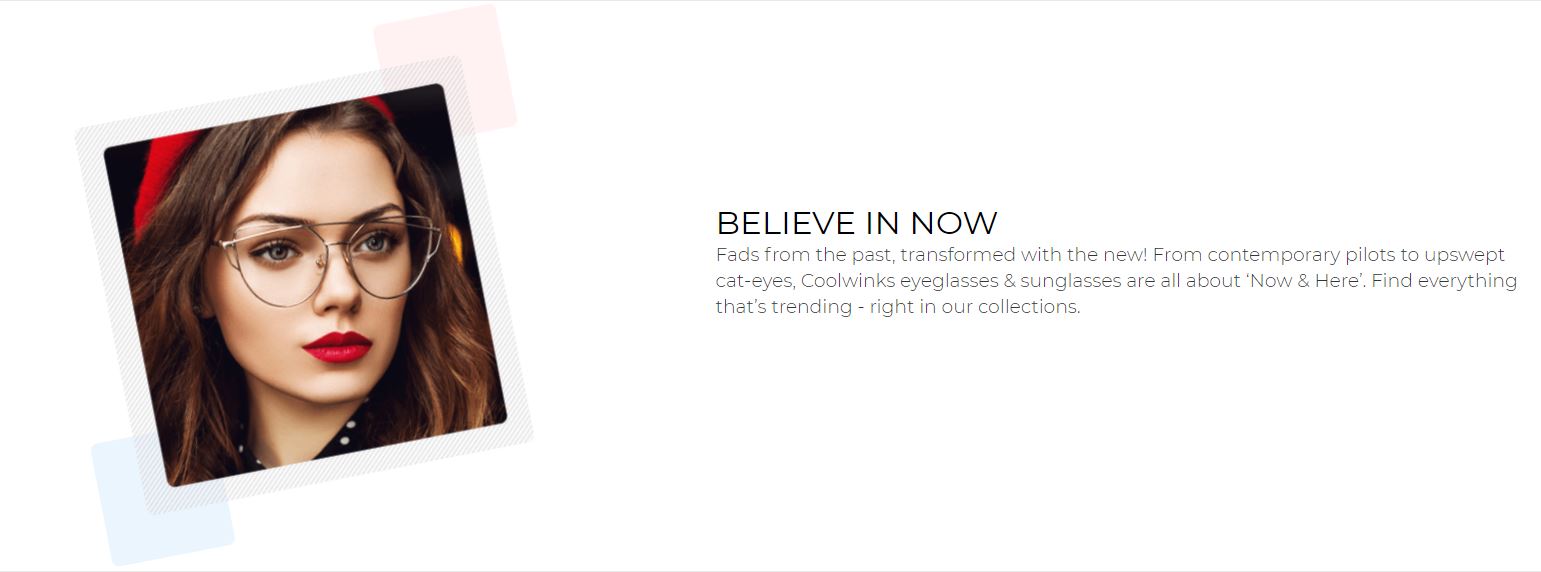 BELIEVE IN NOW
Fads from the past, transformed with the new! From contemporary pilots to upswept
cat-eyes, Coolwinks eyeglasses & sunglasses are all about ‘Now & Here’. Find everything
that’s trending - right in our collections.